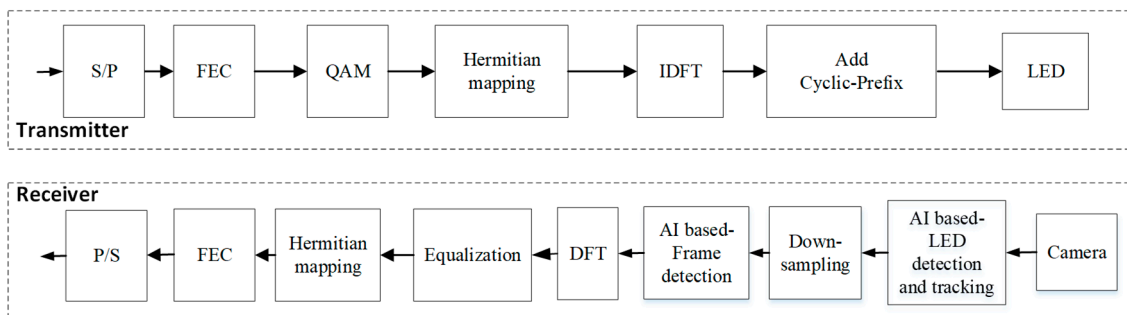 S/P
FEC
QAM
Hermitian
mapping
IDFT
Add
Cyclic-Prefix
LED
Transmitter
Receiver
P/S
FEC
Hermitian
mapping
Equalization
DFT
AI based-
Frame
detection
Down-
sampling
AI based-
LED
detection
and tracking
Camera